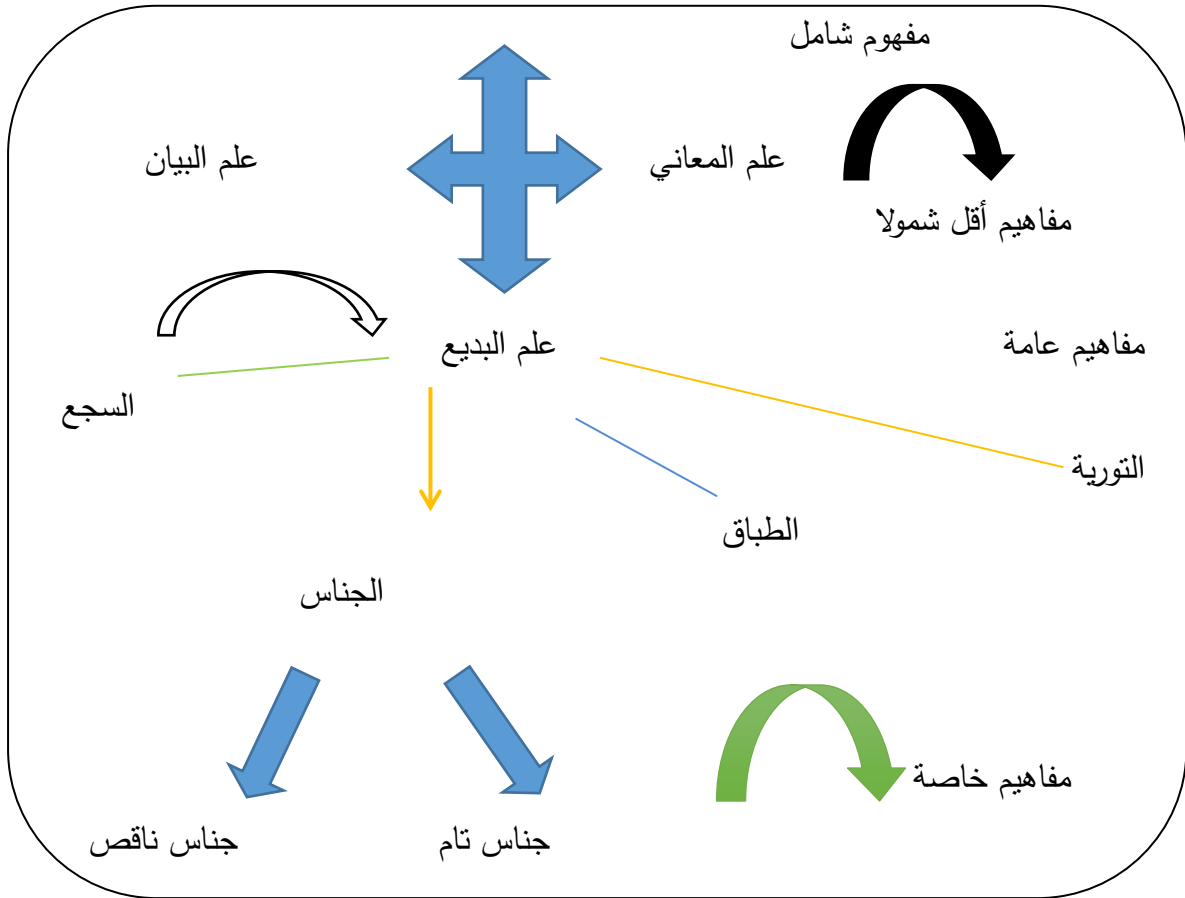 مفهوم شامل
علم المعاني
علم البيان
مفاهيم أقل شمولا
مفاهيم عامة
علم البديع
السجع
التورية
الطباق
الجناس
مفاهيم خاصة
جناس تام
جناس ناقص